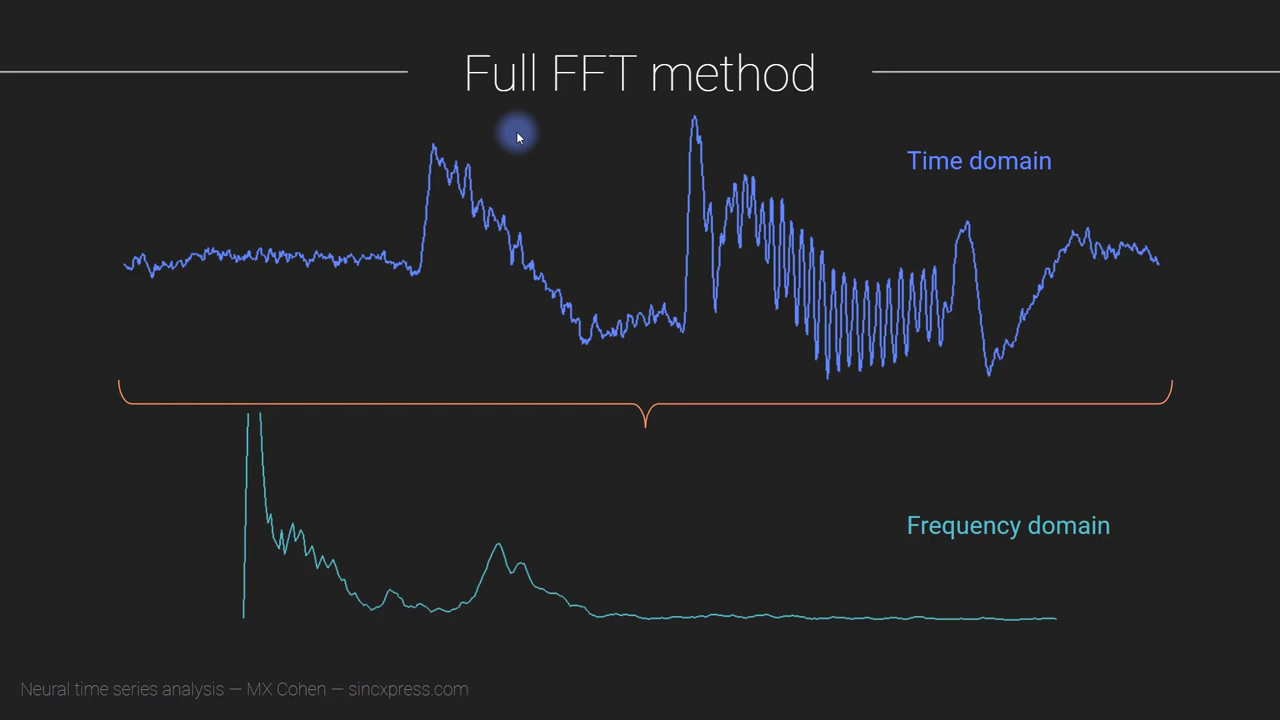 Full FFT method
Time domain
Frequency domain
Neural time series analysis — MX Cohen — sincxpress.com